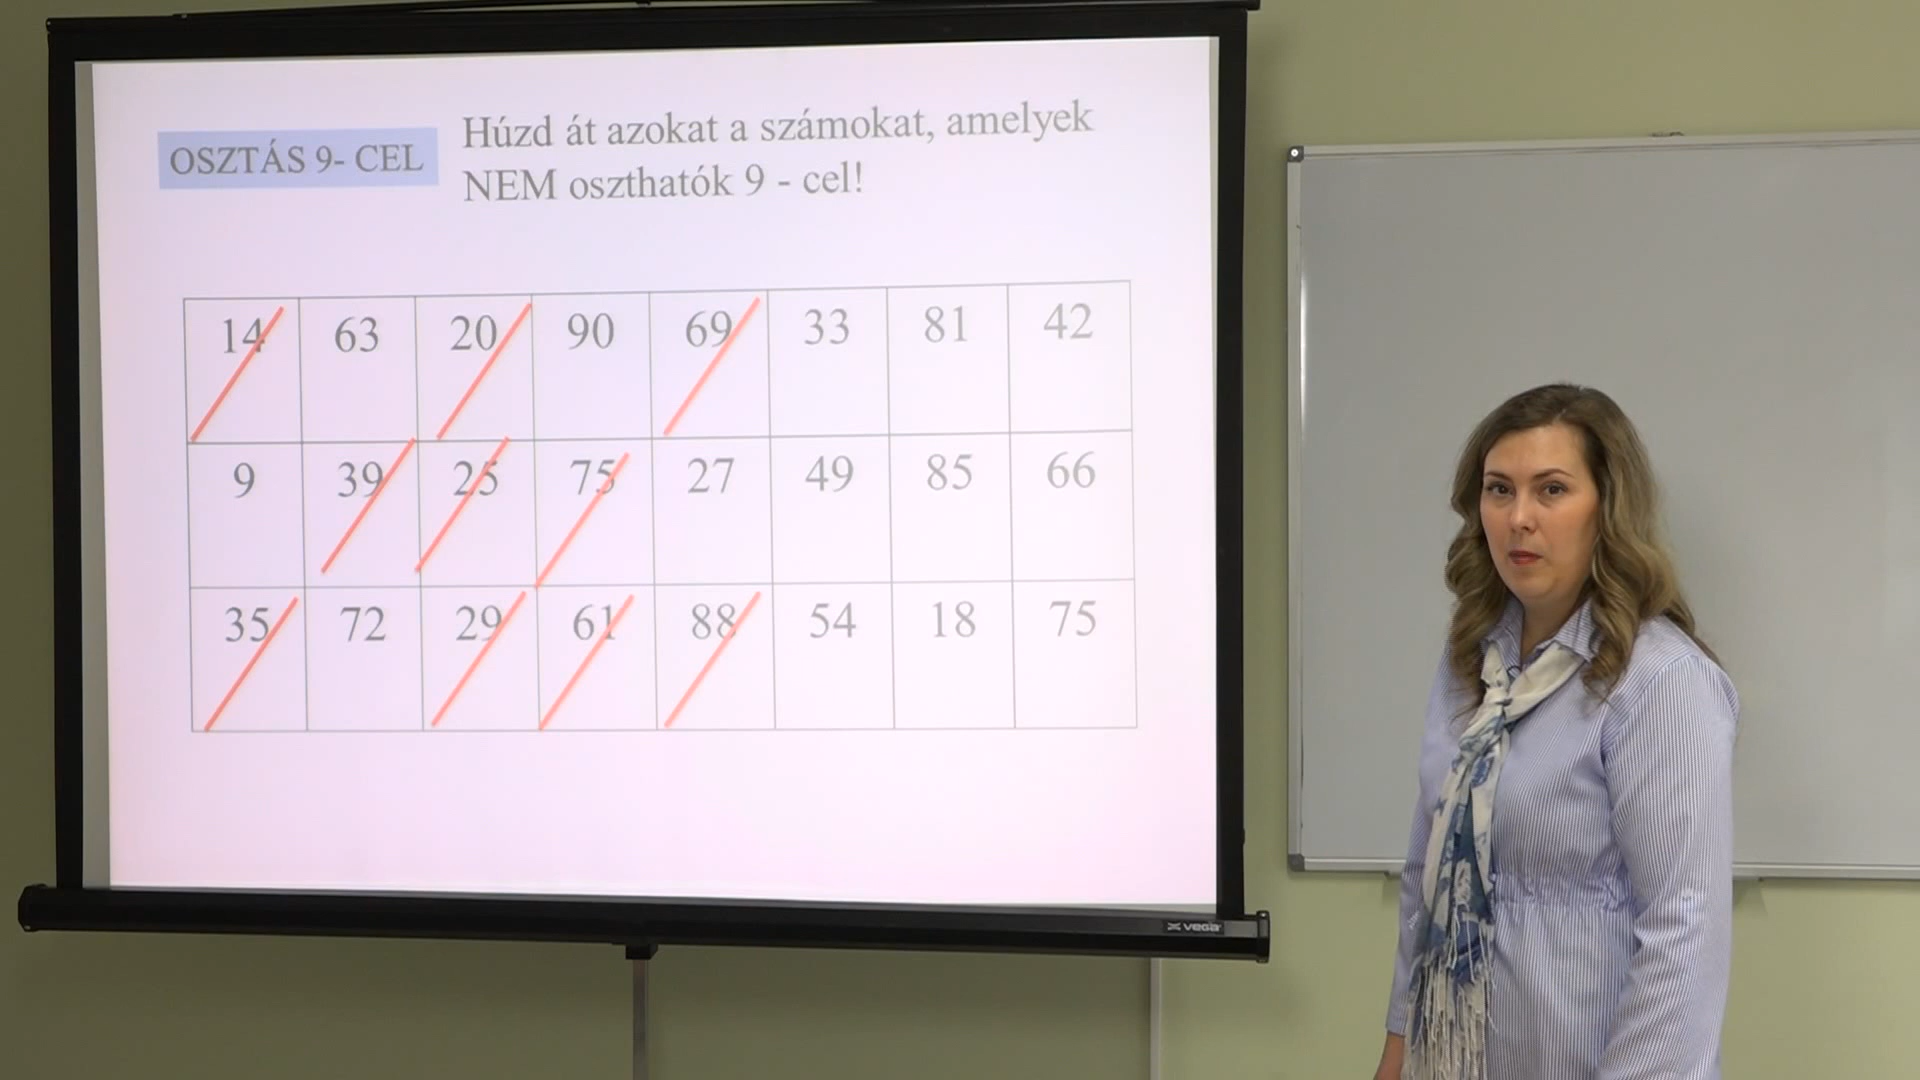 OSZTÁS 9- CEL
Húzd át azokat a számokat, amelyek
NEM oszthatók 9 - cel!
14 63 20 90 69 33 81 42
9 39 25 75 27 49 85 66
35 72 29 61 88 54 18 75
vega